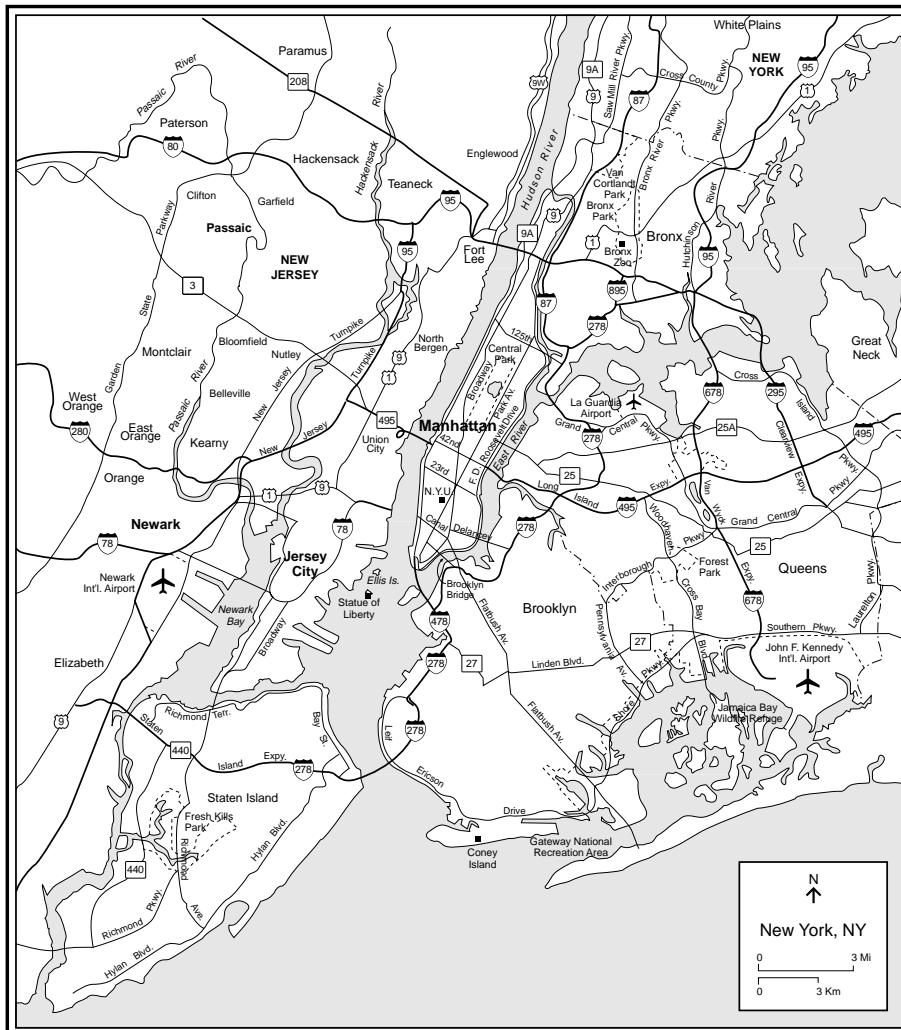 White Plains
Paramus
NEW
YORK
95
1
9A
9
9W
208
87
Saw Mill River Pkwy.
Cross County
Pkwy.
Passaic
River
Paterson
80
Hackensack
Hackensack
River
Teaneck
Englewood
Hudson River
Pkwy.
Pkwy.
Bronx River
Van
Cortlandt
Park
Bronx
Park
Clifton
Garfield
95
9
9A
Passaic
Parkway
State
Garden
NEW
JERSEY
95
Fort
Lee
1
Bronx
Bronx
Zoo
River
Hutchinson
95
895
3
87
278
125th
Turnpike
Turnpike
Bloomfield
Nutley
North
Bergen
9
1
Central
Park
Broadway
Park Av.
F. D. Roosevelt Drive
East River
Great
Neck
Montclair
River
Passaic
Belleville
New
Jersey
La Guardia
Airport
678
Cross
Island
Pkwy.
295
West
Orange
East
Orange
280
Kearny
New
Jersey
495
Union
City
Manhattan
42nd
Grand
Central
Pkwy.
278
25A
Clearview
Expy.
495
Orange
23rd
N.Y.U.
25
Long
Island
Expy.
495
Van
Wyck
Expy.
Pkwy
1
9
Newark
78
78
Jersey
City
Canal
Delancey
278
Woodhaven
Grand Central
25
Newark
Int'l. Airport
Newark
Bay
Ellis Is.
Statue of
Liberty
Brooklyn
Bridge
Interborough
Pkwy
Forest
Park
Queens
Brooklyn
478
Flatbush Av.
Pennsylvania
Av.
Cross
Bay
Blvd.
678
Laurelton
Pkwy.
Southern Pkwy.
Elizabeth
Broadway
278
27
Linden Blvd.
27
John F. Kennedy
Int'l. Airport
9
Richmond Terr.
Staten
Island
Expy.
Bay
St.
440
278
278
Leif
Ericson
Drive
Flatbush Av.
Shore
Pkwy.
Jamaica Bay
Wildlife Refuge
Staten Island
Fresh Kills
Park
Hylan Blvd.
Richmond
Ave.
440
Coney
Island
Gateway National
Recreation Area
Richmond
Pkwy.
Hylan Blvd.
N
New York, NY
0 3 Mi
0 3 Km